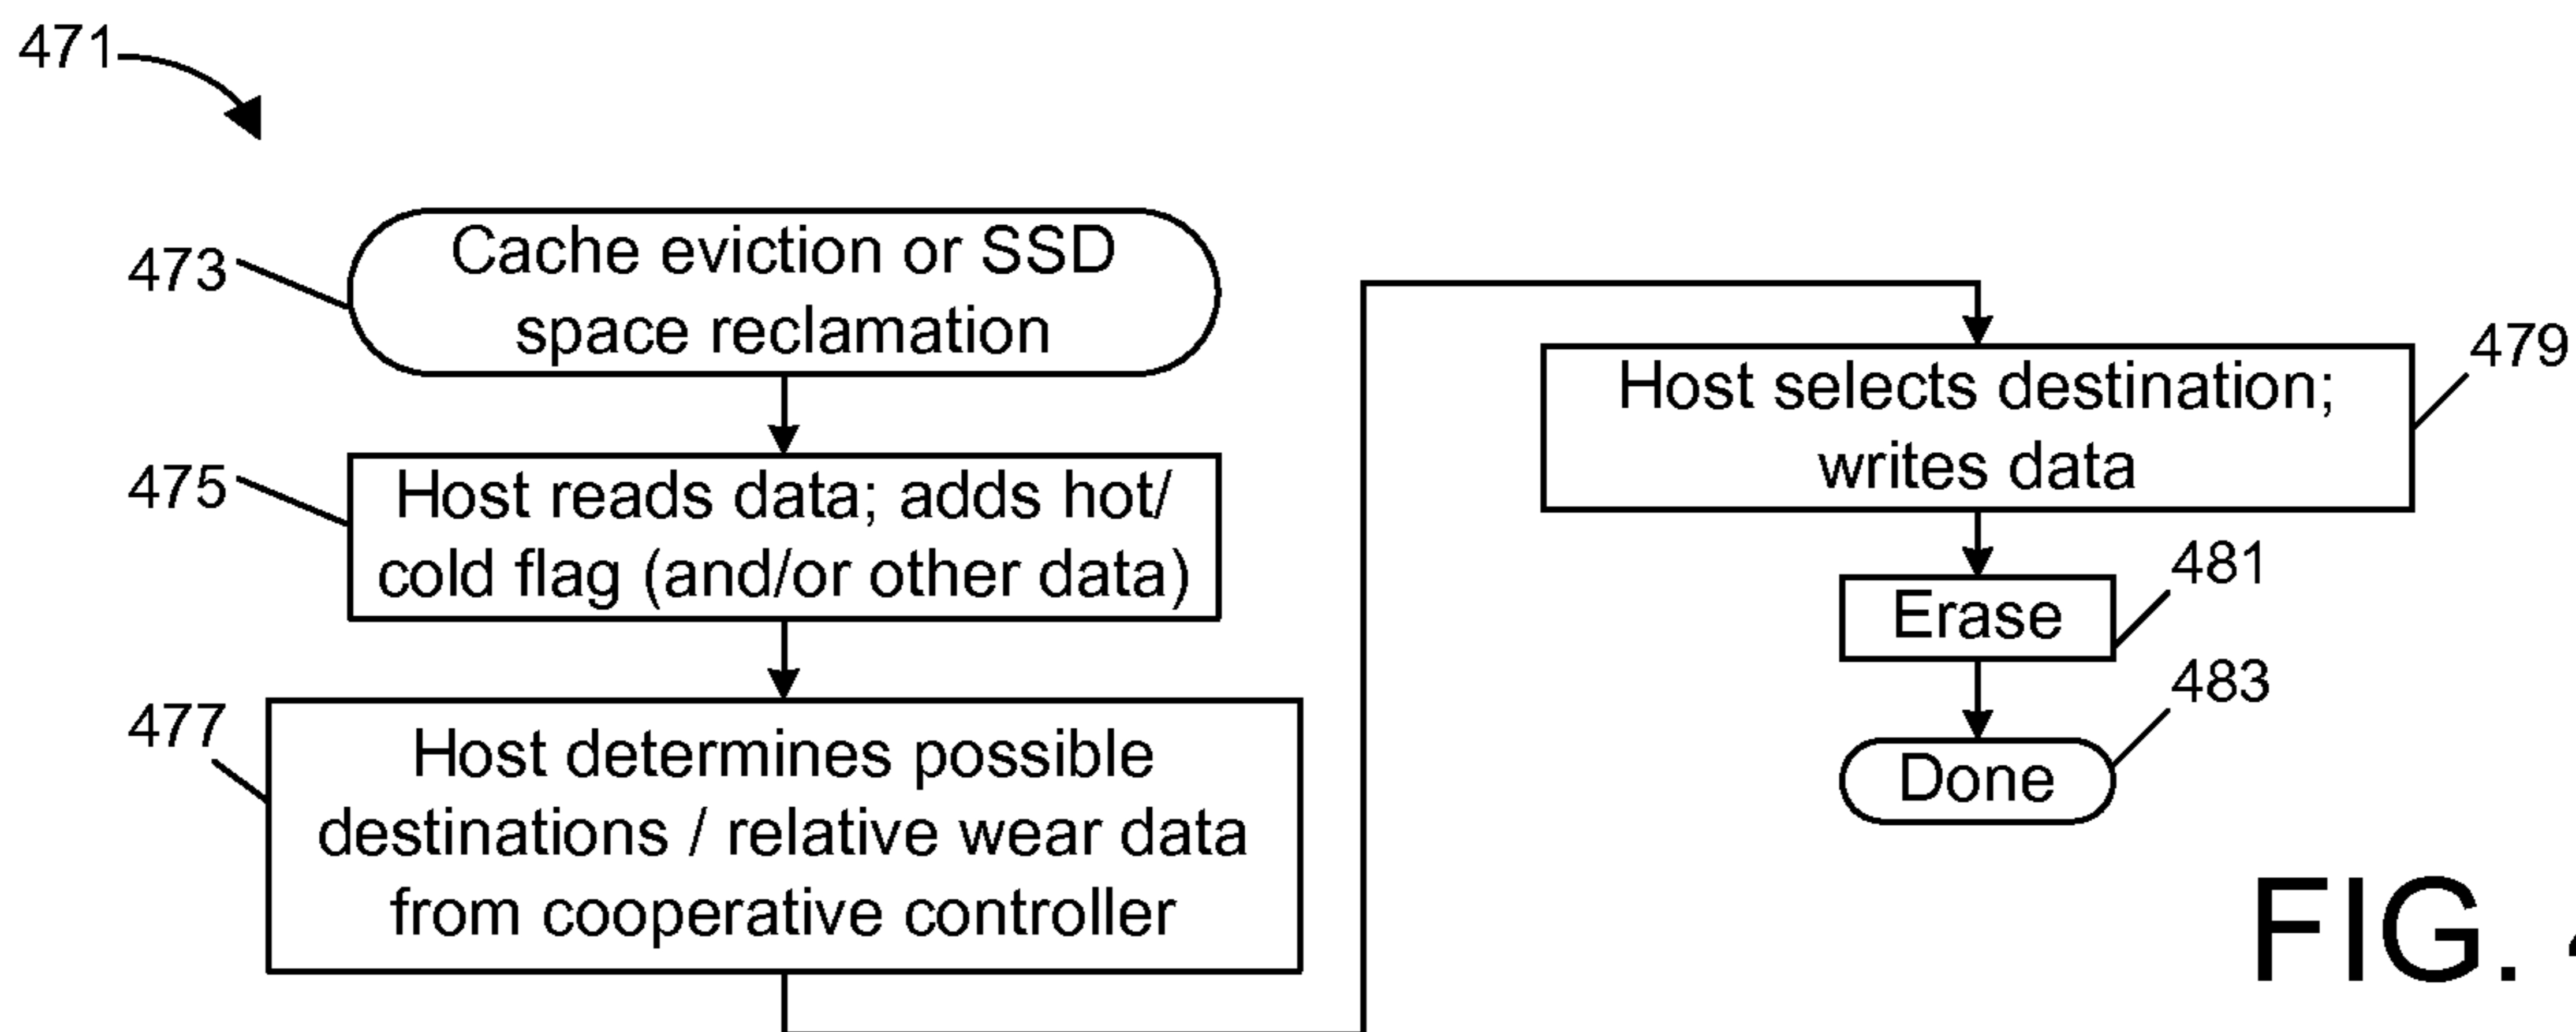 471
473
Cache eviction or SSD
space reclamation
475
Host reads data; adds hot/
cold flag (and/or other data)
477
Host determines possible
destinations / relative wear data
from cooperative controller
479
Host selects destination;
writes data
481
Erase
483
Done
FIG.